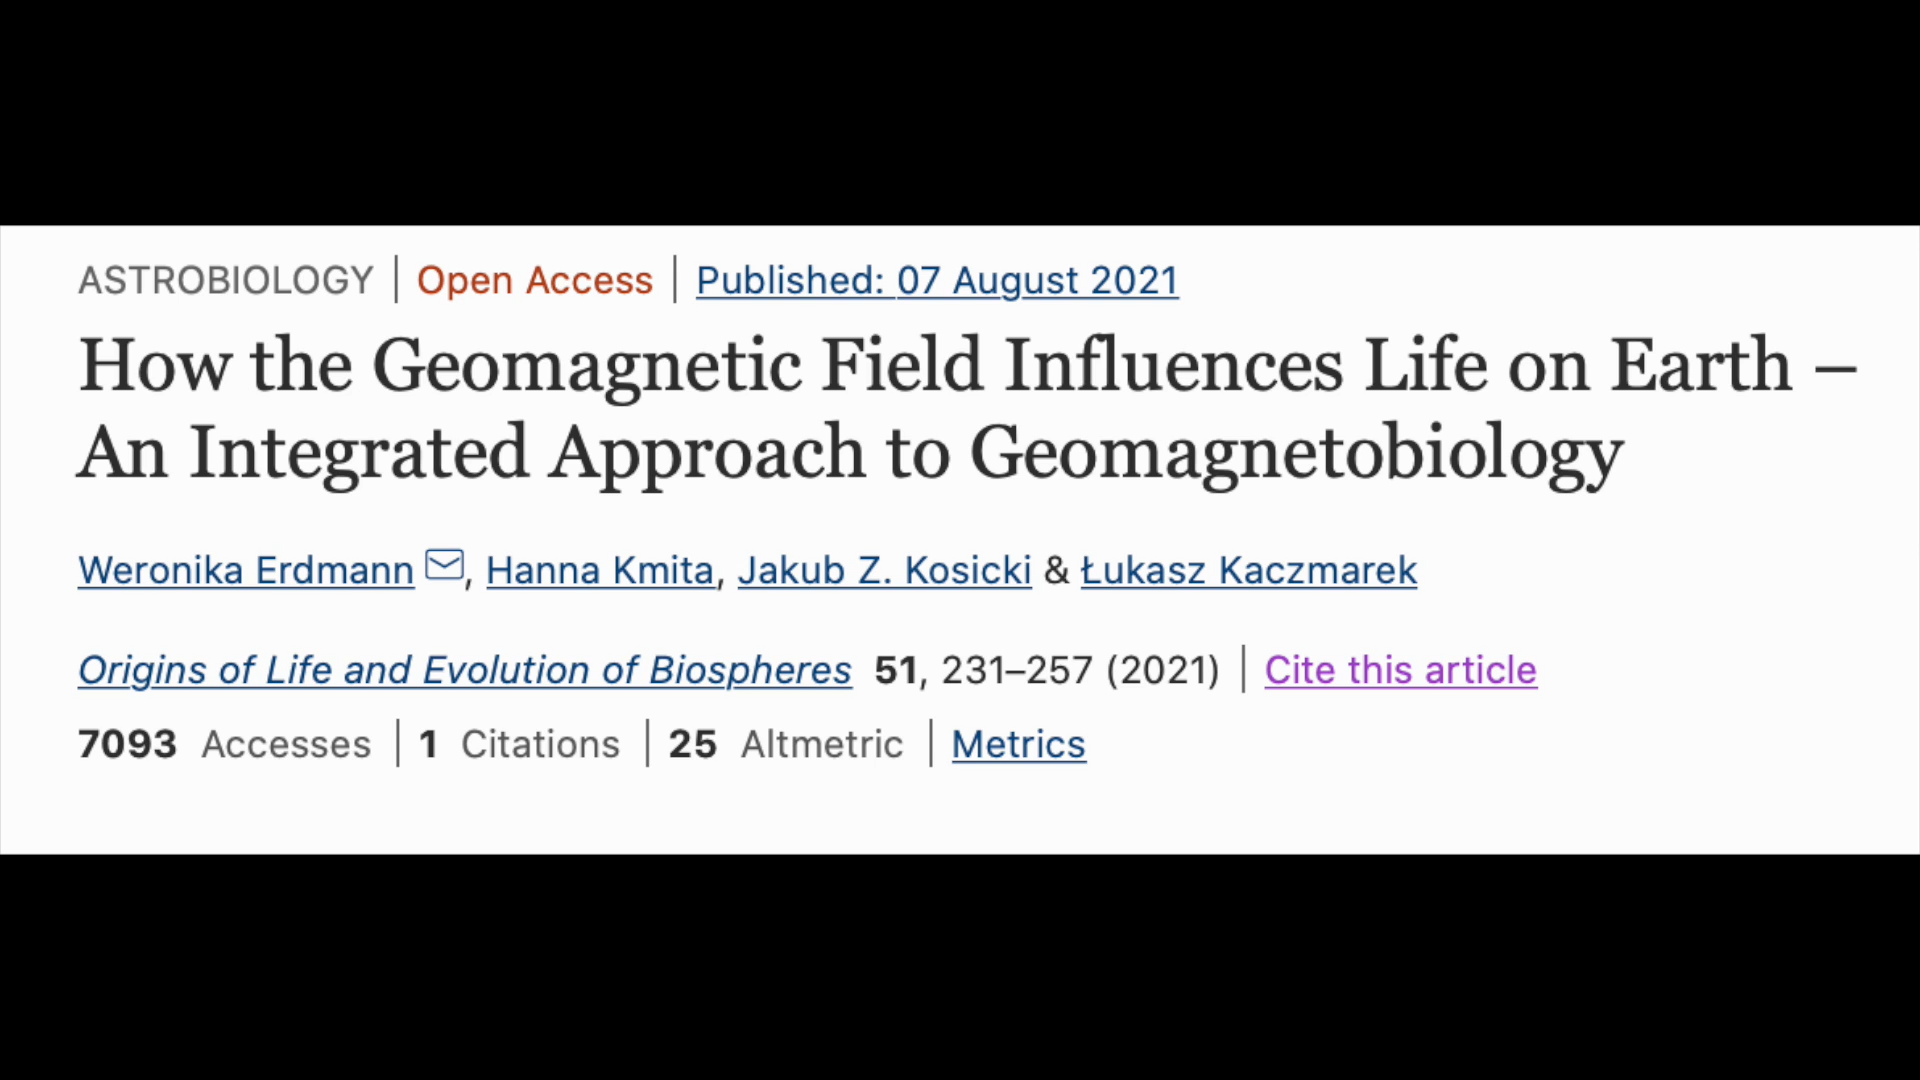 ASTROBIOLOGY | Open Access | Published: 07 August 2021
How the Geomagnetic Field Influences Life on Earth –
An Integrated Approach to Geomagnetobiology
Weronika Erdmann, Hanna Kmita, Jakub Z. Kosicki & Łukasz Kaczmarek
Origins of Life and Evolution of Biospheres 51, 231–257 (2021) | Cite this article
7093 Accesses | 1 Citations | 25 Altmetric | Metrics